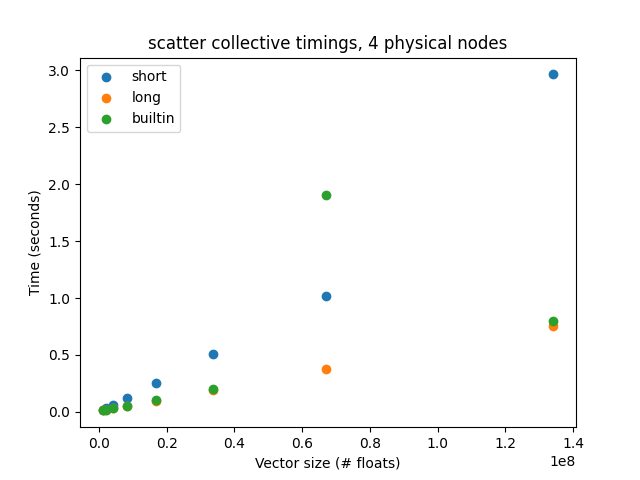 scatter collective timings, 4 physical nodes
short
long
builtin
Time (seconds)
3.0
2.5
2.0
1.5
1.0
0.5
0.0
0.0 0.2 0.4 0.6 0.8 1.0 1.2 1.4
1e8
Vector size (# floats)